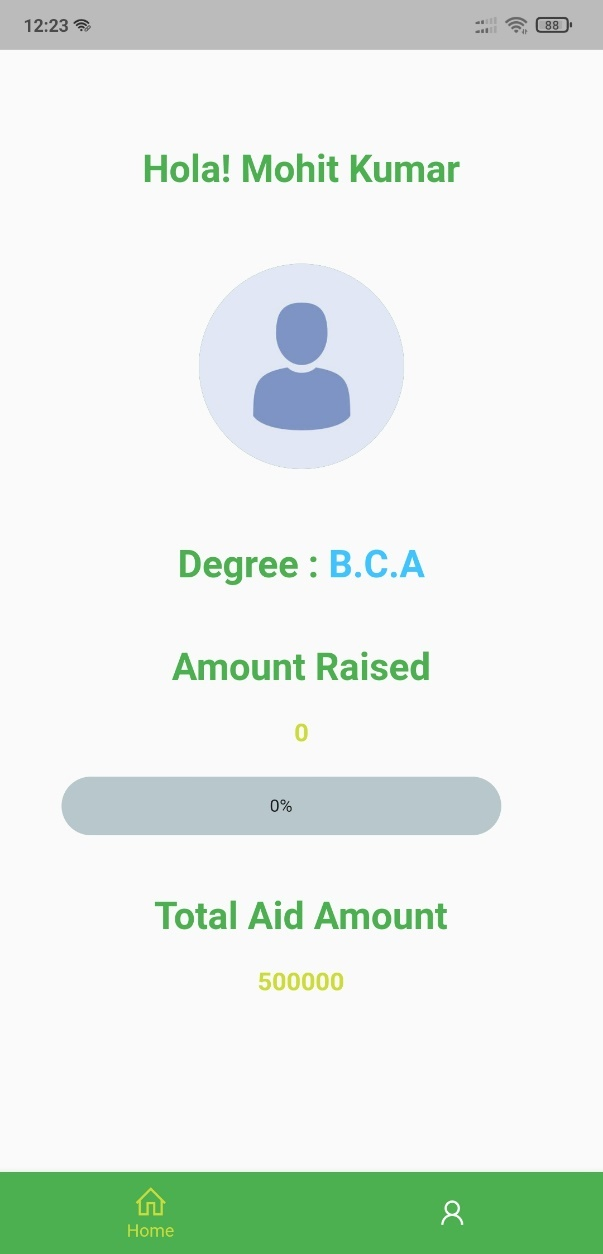 12:23
88
Hola! Mohit Kumar
Degree : B.C.A
Amount Raised
0
0%
Total Aid Amount
500000
Home